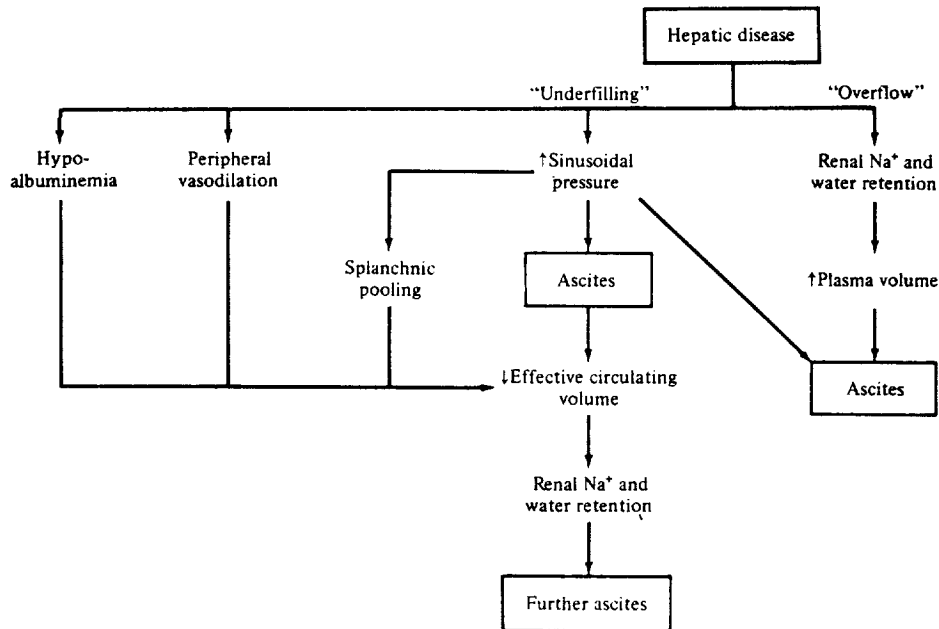 Hepatic disease
"Underfilling"
"Overflow"
Hypo-
albuminemia
Peripheral
vasodilation
↑Sinusoidal
pressure
Renal Na⁺ and
water retention
Splanchnic
pooling
Ascites
↑Plasma volume
↓Effective circulating
volume
Ascites
Renal Na⁺ and
water retention
Further ascites